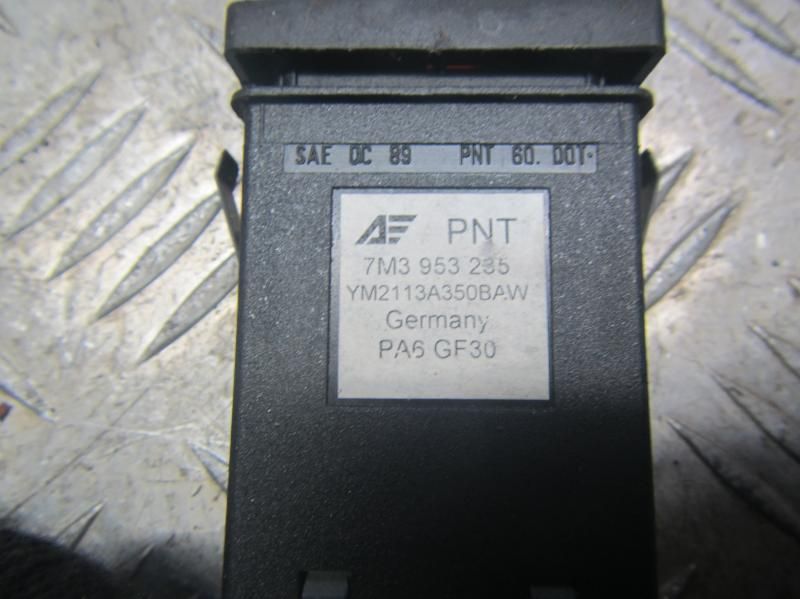 SAE QC 89 PNT 60. DOT.
AF PNT
7M3 953 235
YM2113A350BAW
Germany
PA6 GF30